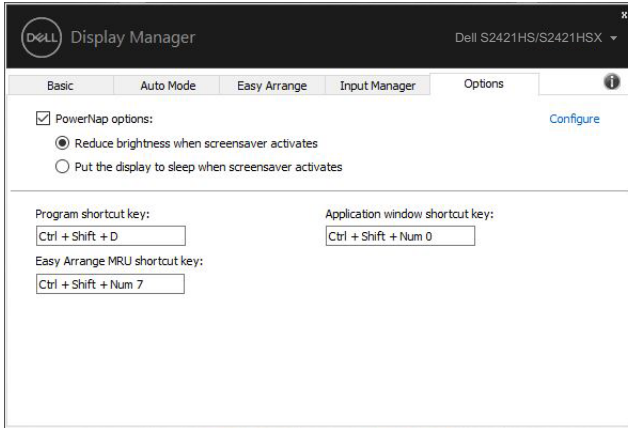 x
DELL Display Manager
Dell S2421HS/S2421HSX
Basic Auto Mode Easy Arrange Input Manager Options i
PowerNap options: Configure
Reduce brightness when screensaver activates
Put the display to sleep when screensaver activates
Program shortcut key: Application window shortcut key:
Ctrl + Shift + D Ctrl + Shift + Num 0
Easy Arrange MRU shortcut key:
Ctrl + Shift + Num 7